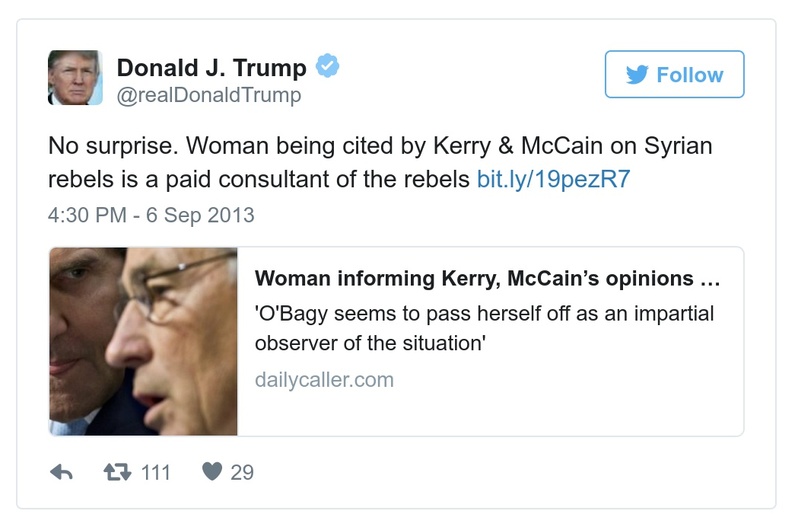 Donald J. Trump
@realDonaldTrump
Follow
No surprise. Woman being cited by Kerry & McCain on Syrian
rebels is a paid consultant of the rebels bit.ly/19pezR7
4:30 PM - 6 Sep 2013
Woman informing Kerry, McCain’s opinions …
'O'Bagy seems to pass herself off as an impartial
observer of the situation'
dailycaller.com
111 29